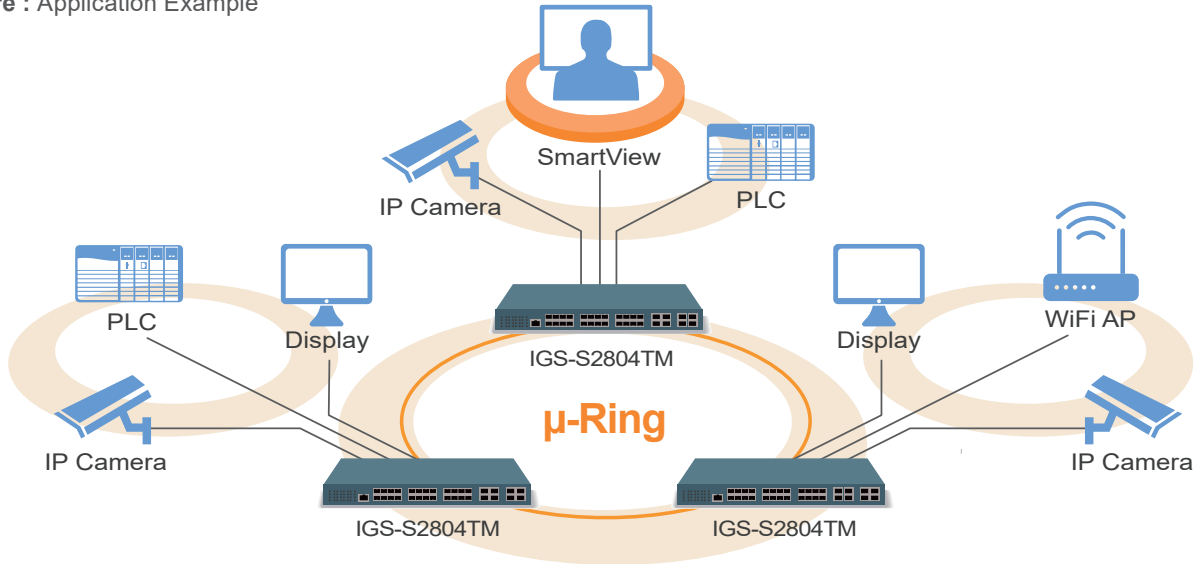 re : Application Example
SmartView
IP Camera
PLC
PLC
Display
IGS-S2804TM
Display
WiFi AP
μ-Ring
IP Camera
IP Camera
IGS-S2804TM
IGS-S2804TM